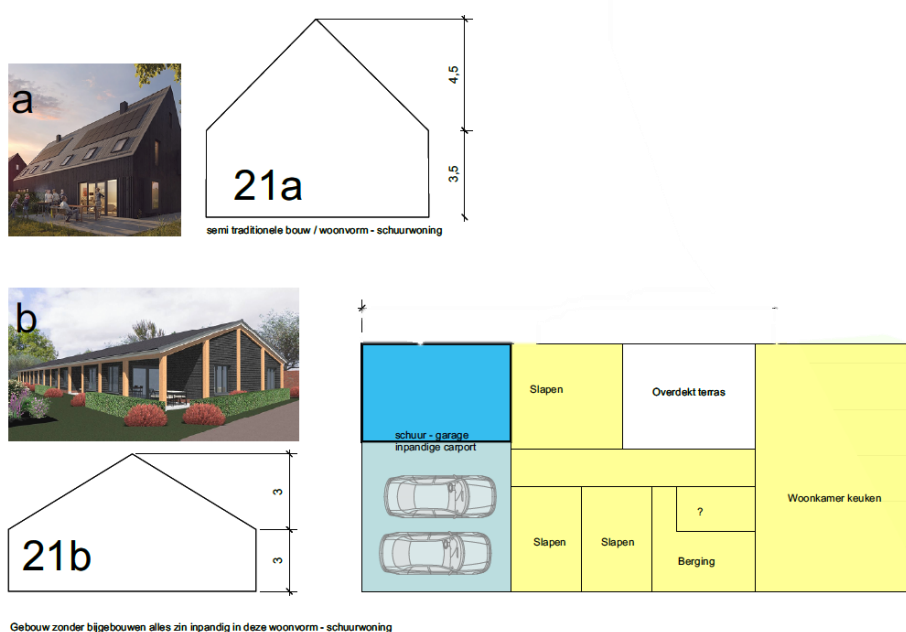 a
4,5
3,5
21a
semi traditionele bouw / woonvorm - schuurwoning
b
Slapen
Overdekt terras
schuur - garage
inpandige carport
Woonkamer keuken
?
Slapen
Slapen
Berging
3
3
21b
Gebouw zonder bijgebouwen alles zin inpandig in deze woonvorm - schuurwoning